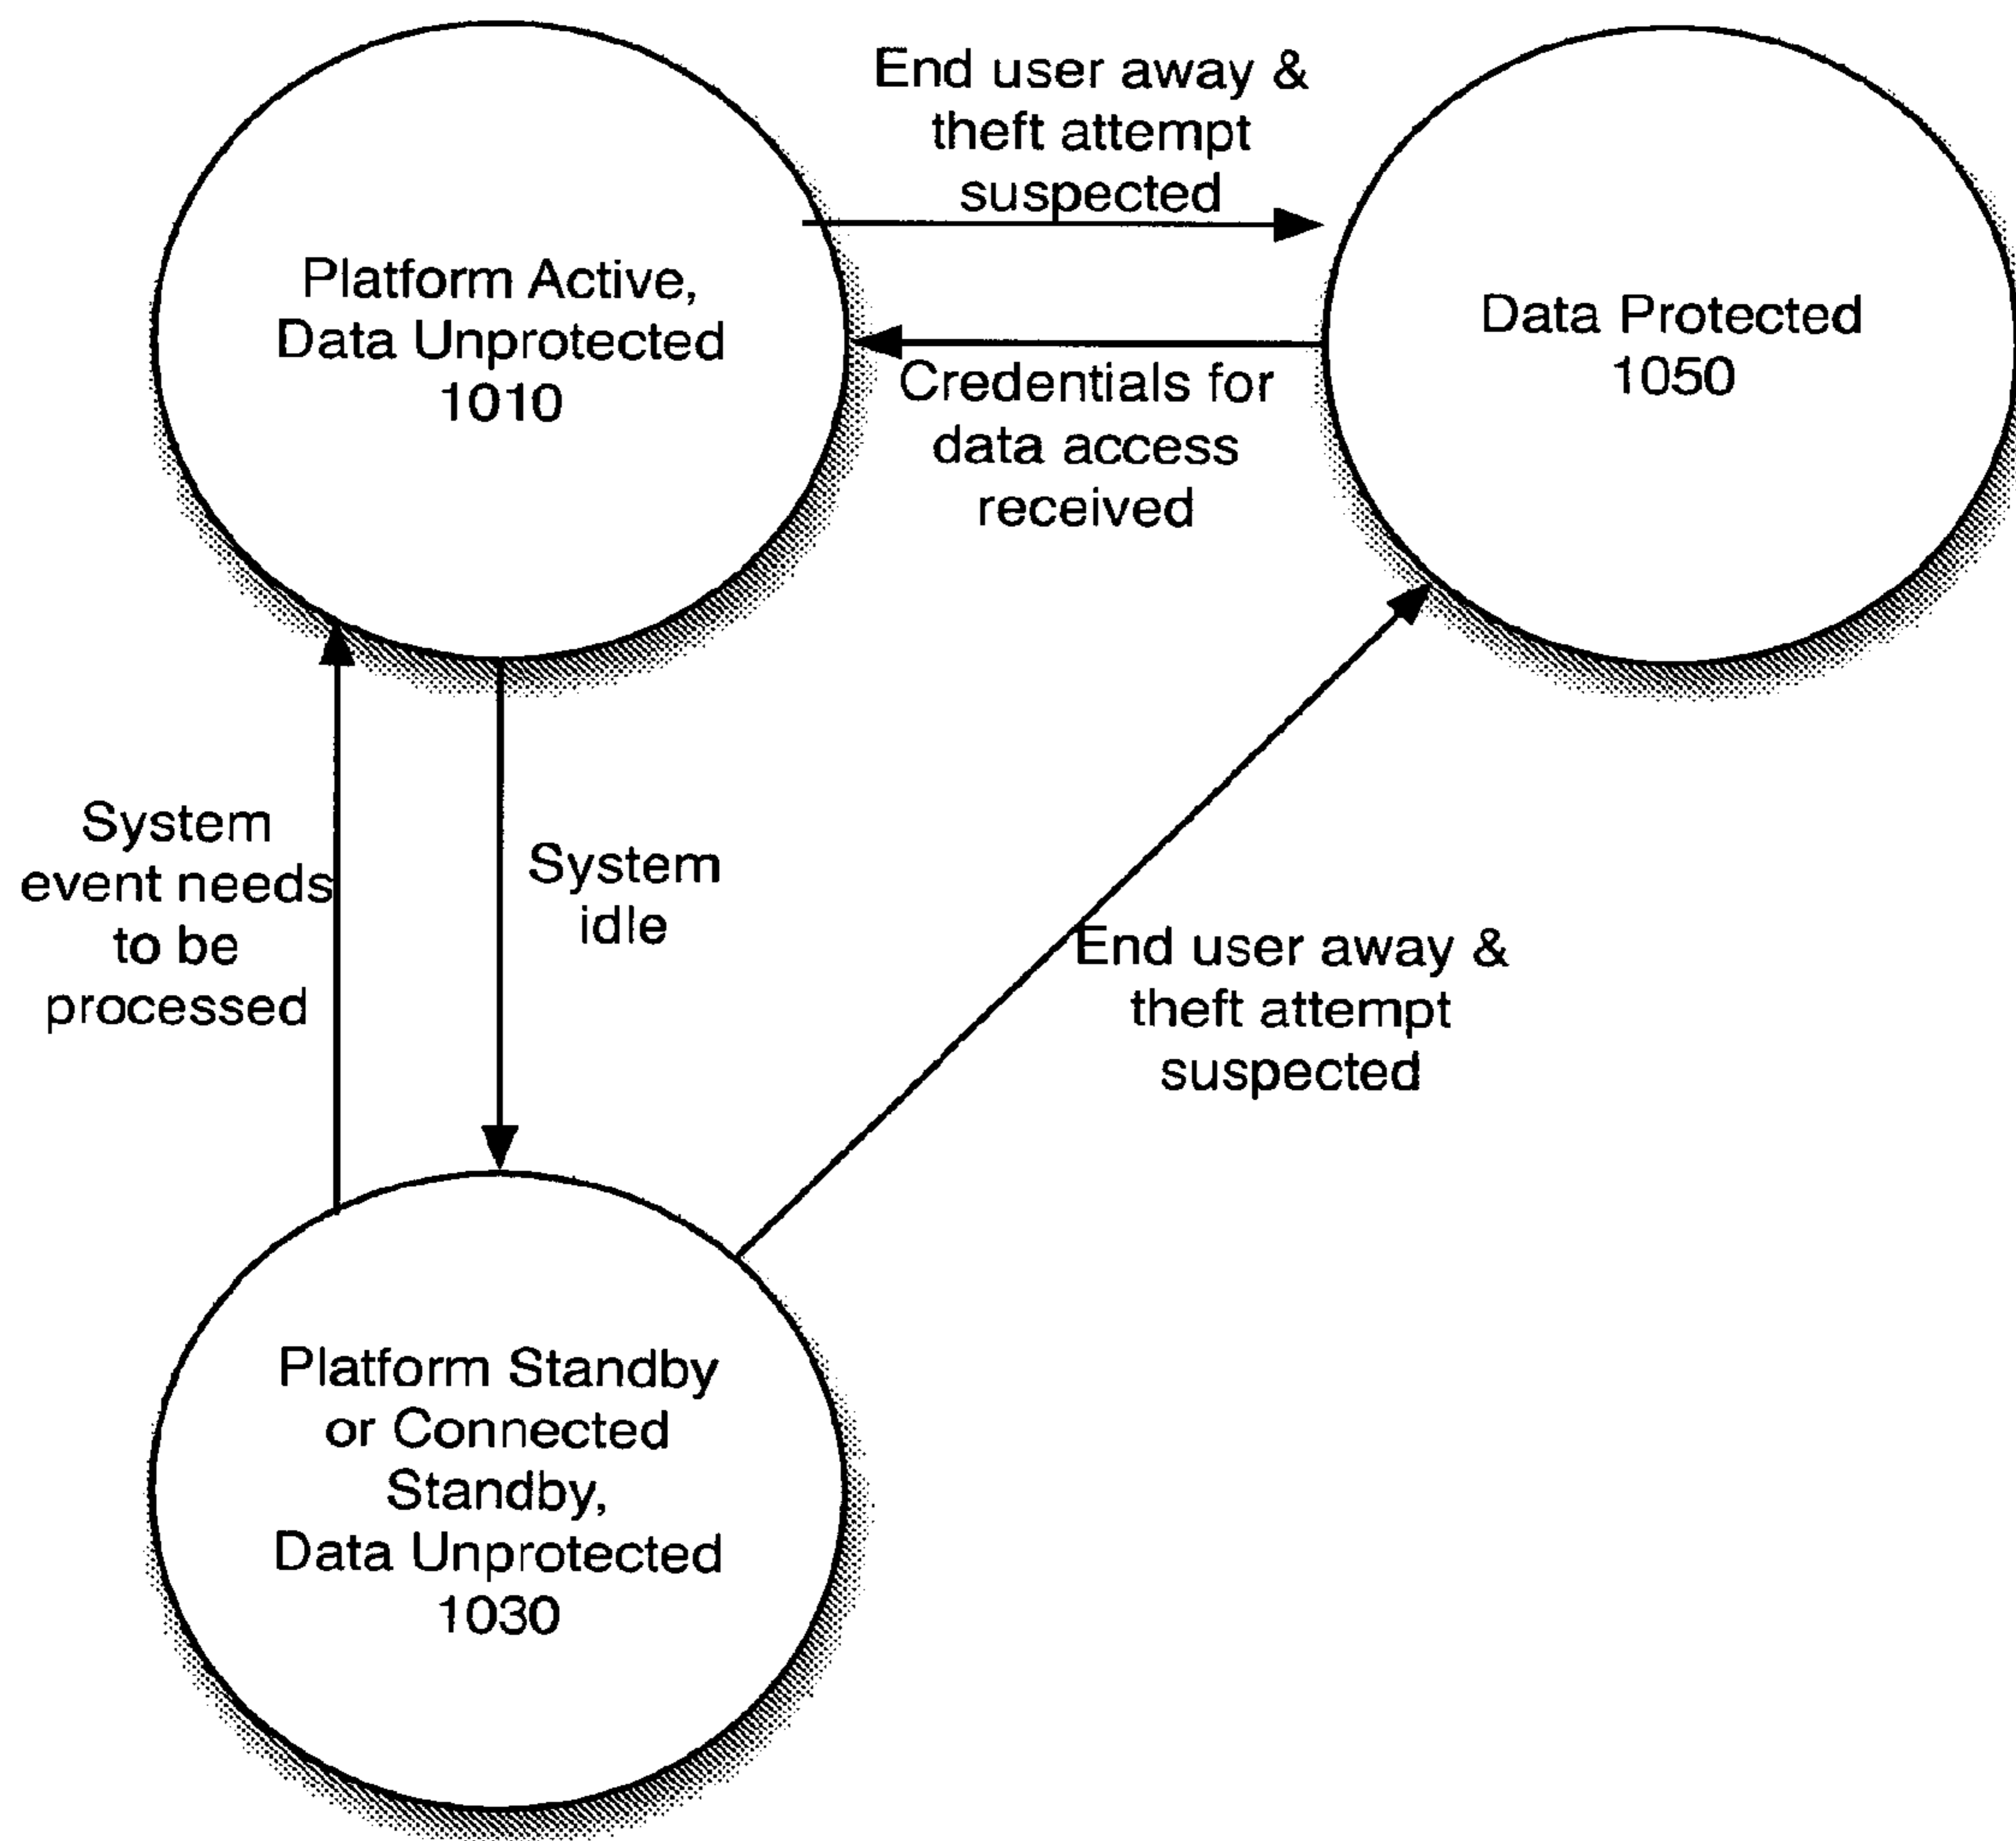 End user away &
theft attempt
suspected
Platform Active,
Data Unprotected
1010
Data Protected
1050
Credentials for
data access
received
System
event needs
to be
processed
System
idle
End user away &
theft attempt
suspected
Platform Standby
or Connected
Standby,
Data Unprotected
1030